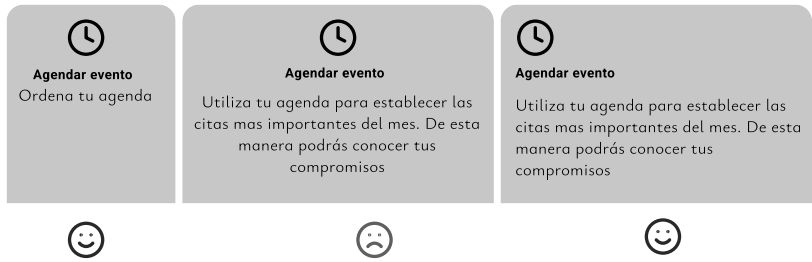 Agendar evento
Ordena tu agenda
Agendar evento
Utiliza tu agenda para establecer las
citas mas importantes del mes. De esta
manera podrás conocer tus
compromisos
Agendar evento
Utiliza tu agenda para establecer las
citas mas importantes del mes. De esta
manera podrás conocer tus
compromisos